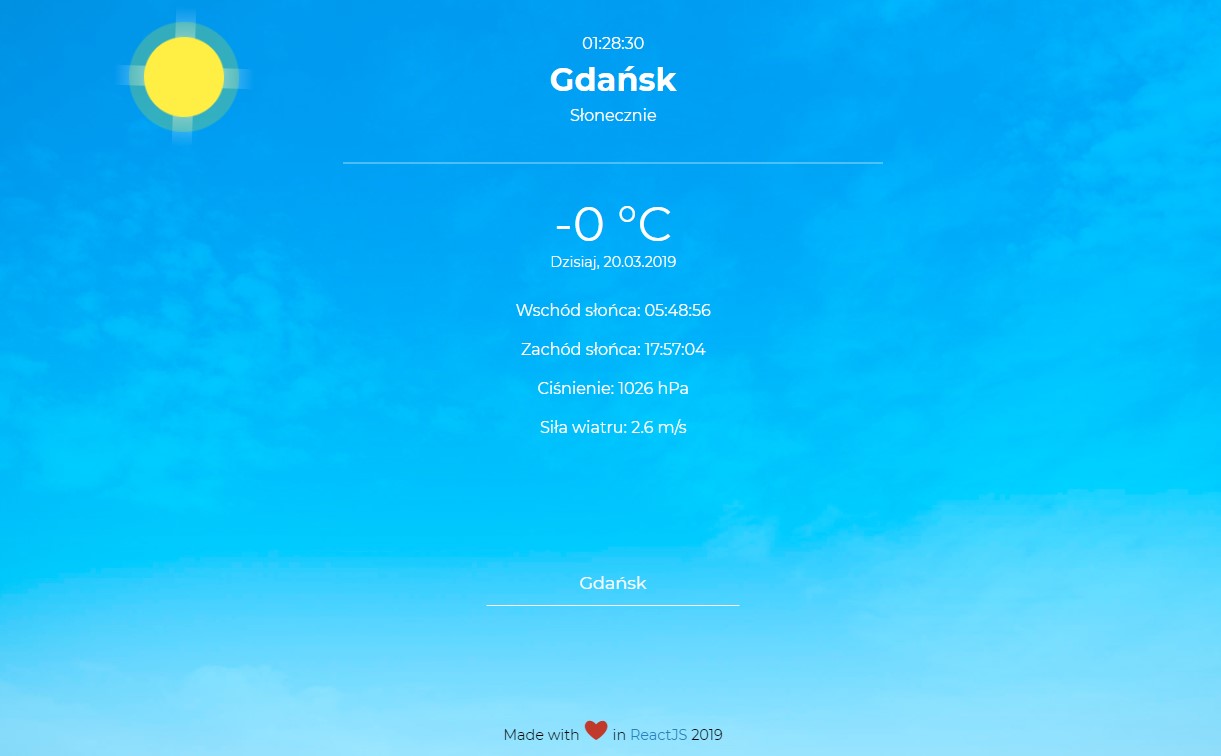 01:28:30
Gdańsk
Słonecznie
-0 °C
Dzisiaj, 20.03.2019
Wschód słońca: 05:48:56
Zachód słońca: 17:57:04
Ciśnienie: 1026 hPa
Siła wiatru: 2.6 m/s
Gdańsk
Made with ❤ in ReactJS 2019